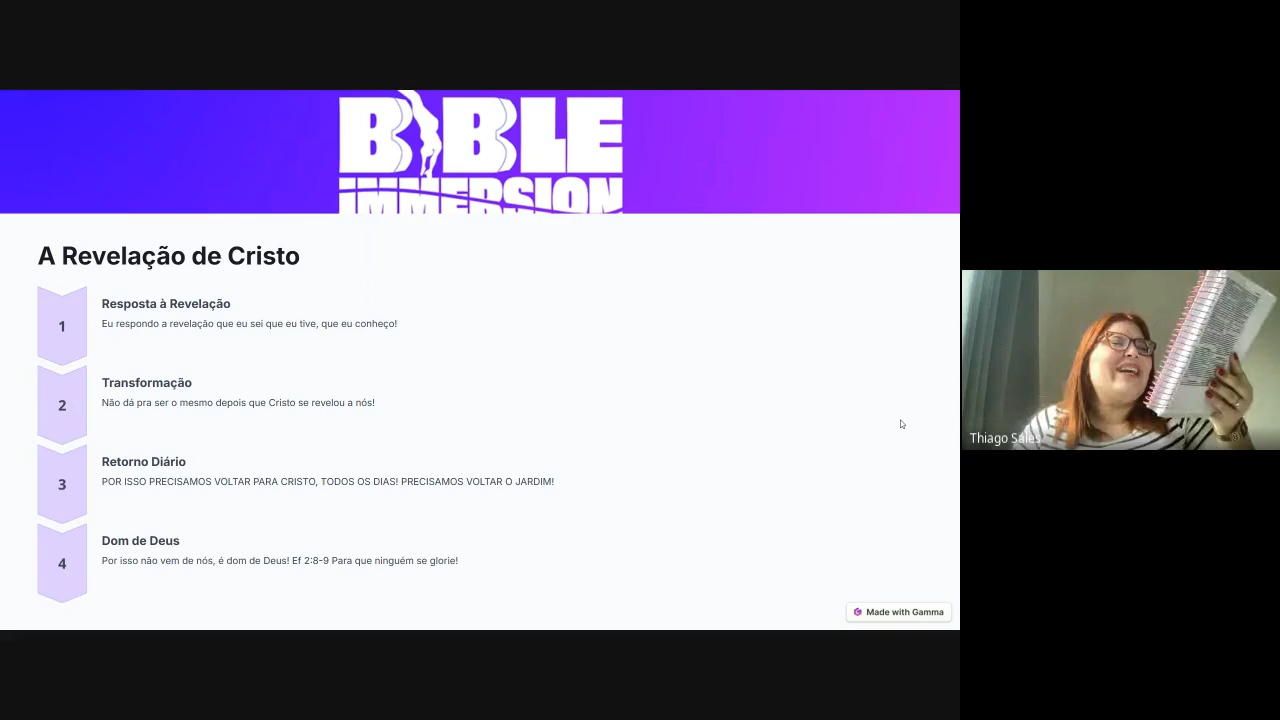 BIBLE
IMMERSION
A Revelação de Cristo
1
Resposta à Revelação
Eu respondo a revelação que eu sei que eu tive, que eu conheço!
2
Transformação
Não dá pra ser o mesmo depois que Cristo se revelou a nós!
3
Retorno Diário
POR ISSO PRECISAMOS VOLTAR PARA CRISTO, TODOS OS DIAS! PRECISAMOS VOLTAR O JARDIM!
4
Dom de Deus
Por isso não vem de nós, é dom de Deus! Ef 2:8-9 Para que ninguém se glorie!
Made with Gamma
Thiago Sales